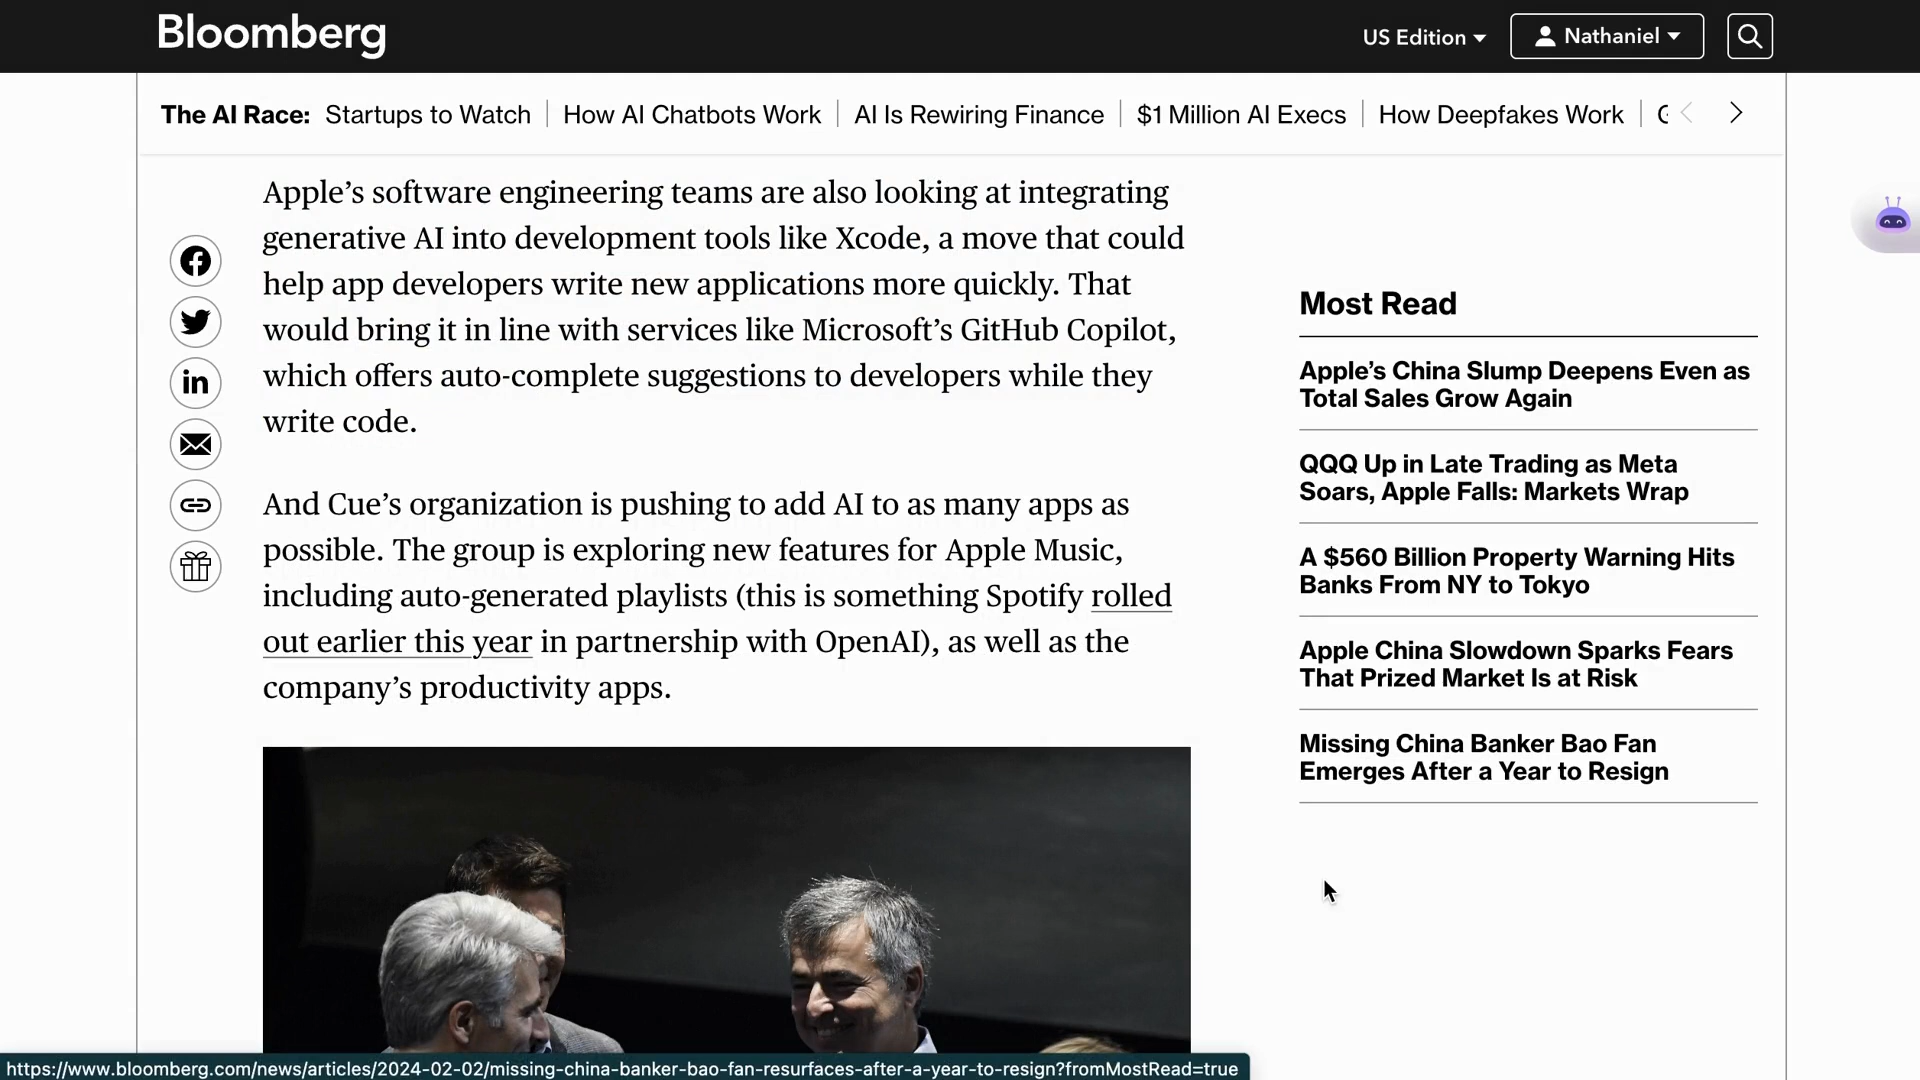 Bloomberg
US Edition
Nathaniel
The AI Race: Startups to Watch How AI Chatbots Work AI Is Rewiring Finance $1 Million AI Execs How Deepfakes Work
Apple’s software engineering teams are also looking at integrating
generative AI into development tools like Xcode, a move that could
help app developers write new applications more quickly. That
would bring it in line with services like Microsoft’s GitHub Copilot,
which offers auto-complete suggestions to developers while they
write code.
And Cue’s organization is pushing to add AI to as many apps as
possible. The group is exploring new features for Apple Music,
including auto-generated playlists (this is something Spotify rolled
out earlier this year in partnership with OpenAI), as well as the
company’s productivity apps.
Most Read
Apple’s China Slump Deepens Even as
Total Sales Grow Again
QQQ Up in Late Trading as Meta
Soars, Apple Falls: Markets Wrap
A $560 Billion Property Warning Hits
Banks From NY to Tokyo
Apple China Slowdown Sparks Fears
That Prized Market Is at Risk
Missing China Banker Bao Fan
Emerges After a Year to Resign
https://www.bloomberg.com/news/articles/2024-02-02/missing-china-banker-bao-fan-resurfaces-after-a-year-to-resign?fromMostRead=true